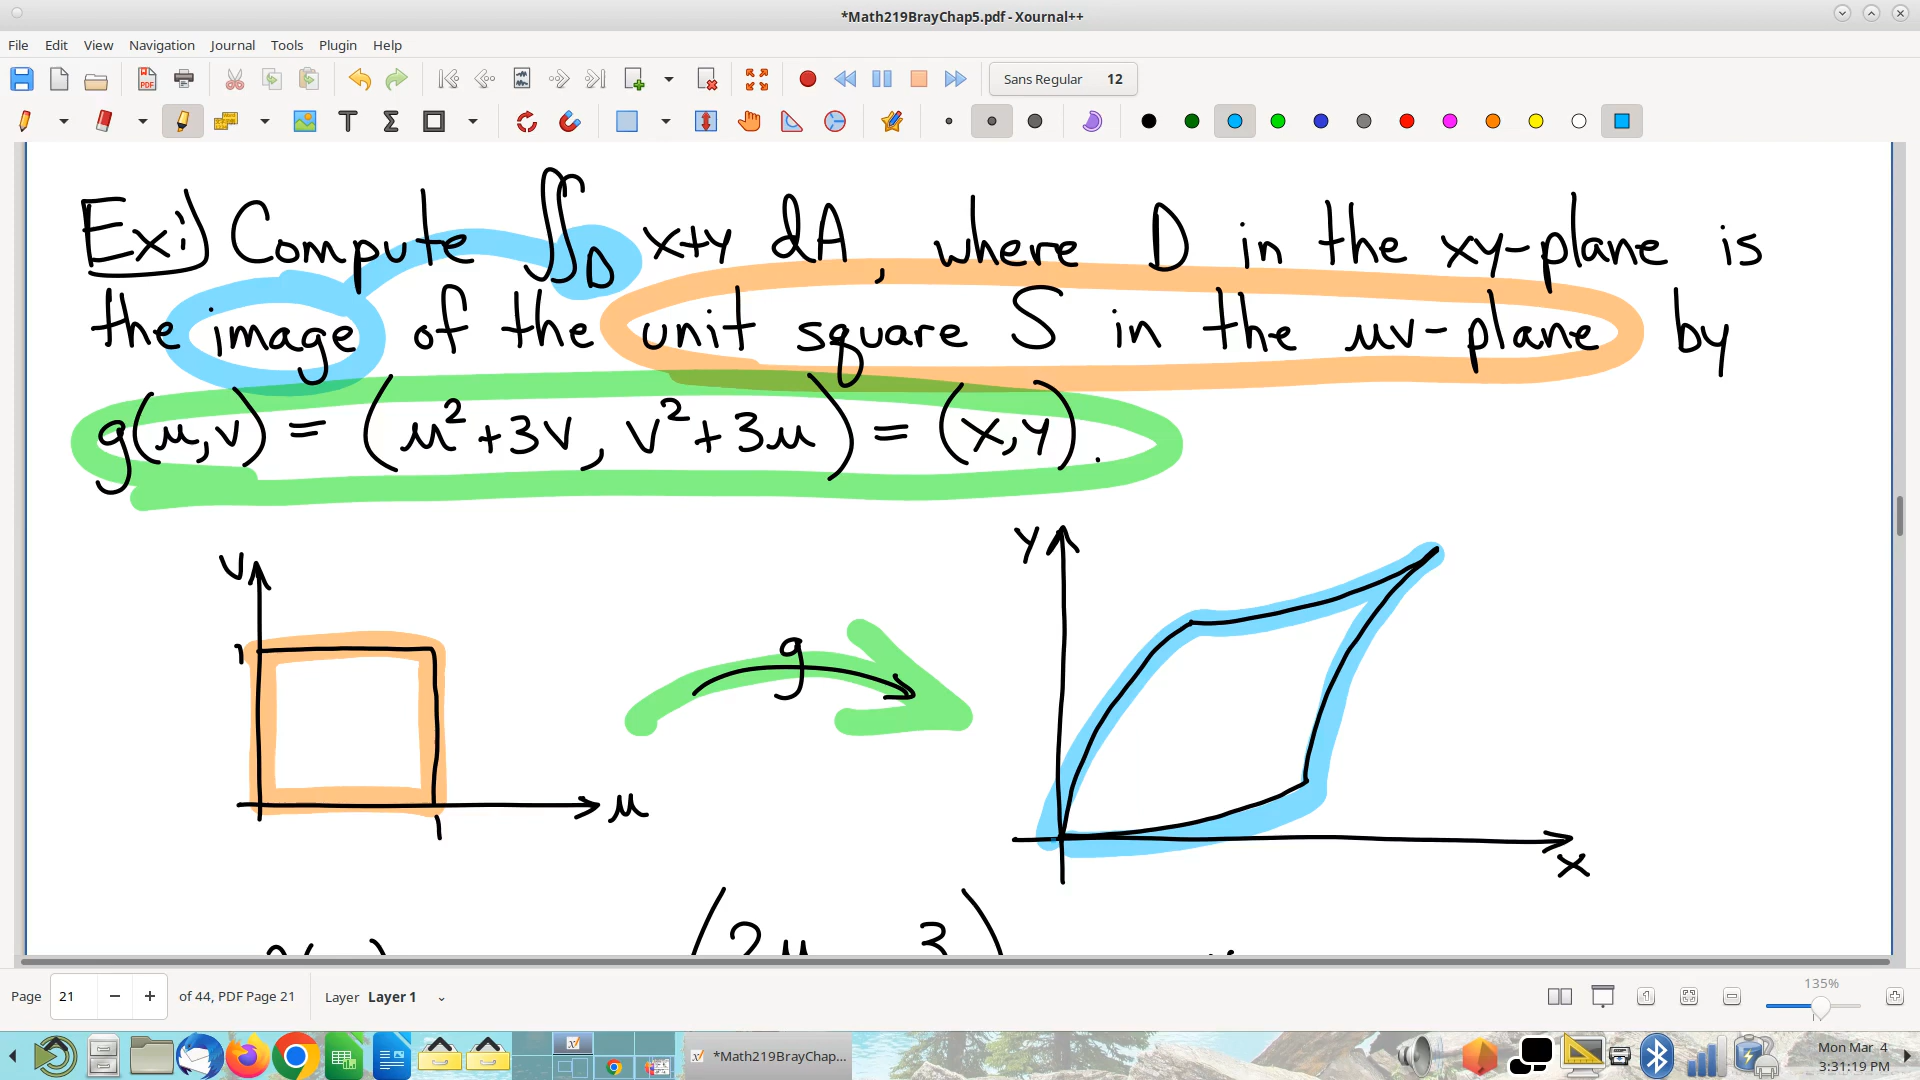 *Math219BrayChap5.pdf - Xournal++
File Edit View Navigation Journal Tools Plugin Help
Sans Regular 12
Ex:) Compute ∬_D x+y dA, where D in the xy-plane is
the image of the unit square S in the uv-plane by
g(u,v) = (u²+3v, v²+3u) = (x,y).
v
1
1
u
g
y
x
2u 3
Page 21 of 44, PDF Page 21 Layer Layer 1
135%
*Math219BrayChap...
Mon Mar 4
3:31:19 PM